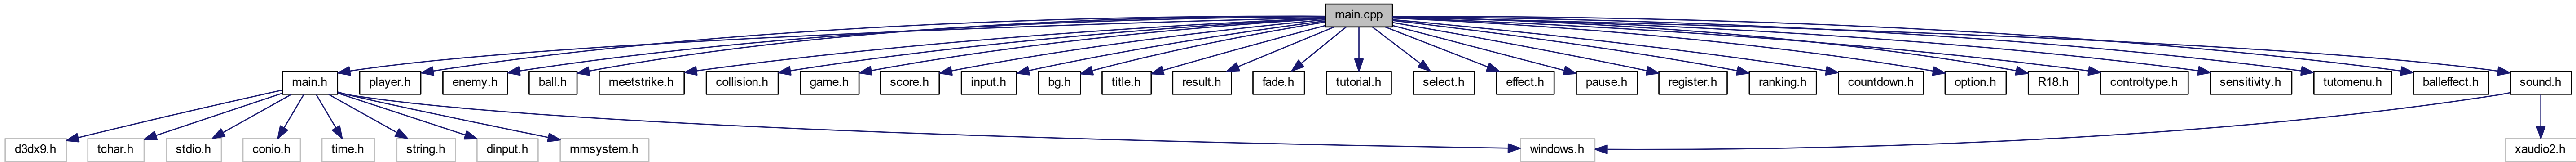 main.cpp
main.h player.h enemy.h ball.h meetstrike.h collision.h game.h score.h input.h bg.h title.h result.h fade.h tutorial.h select.h effect.h pause.h register.h ranking.h countdown.h option.h R18.h controltype.h sensitivity.h tutomenu.h balleffect.h sound.h
d3dx9.h tchar.h stdio.h conio.h time.h string.h dinput.h mmsystem.h windows.h xaudio2.h